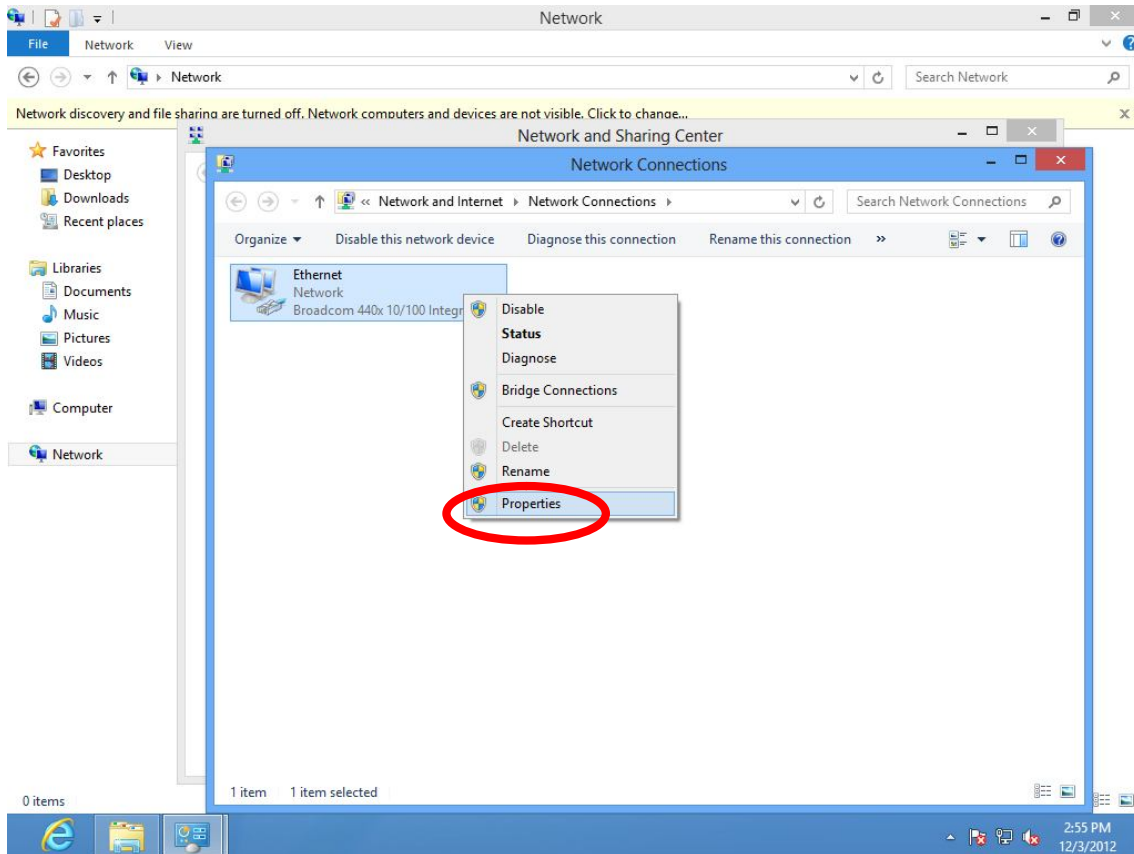 Network
File Network View
Network
Search Network
Network discovery and file sharing are turned off. Network computers and devices are not visible. Click to change...
Network and Sharing Center
Network Connections
« Network and Internet Network Connections
Search Network Connections
Organize Disable this network device Diagnose this connection Rename this connection »
Favorites
Desktop
Downloads
Recent places
Libraries
Documents
Music
Pictures
Videos
Computer
Network
Ethernet
Network
Broadcom 440x 10/100 Integr
Disable
Status
Diagnose
Bridge Connections
Create Shortcut
Delete
Rename
Properties
1 item 1 item selected
0 items
2:55 PM
12/3/2012